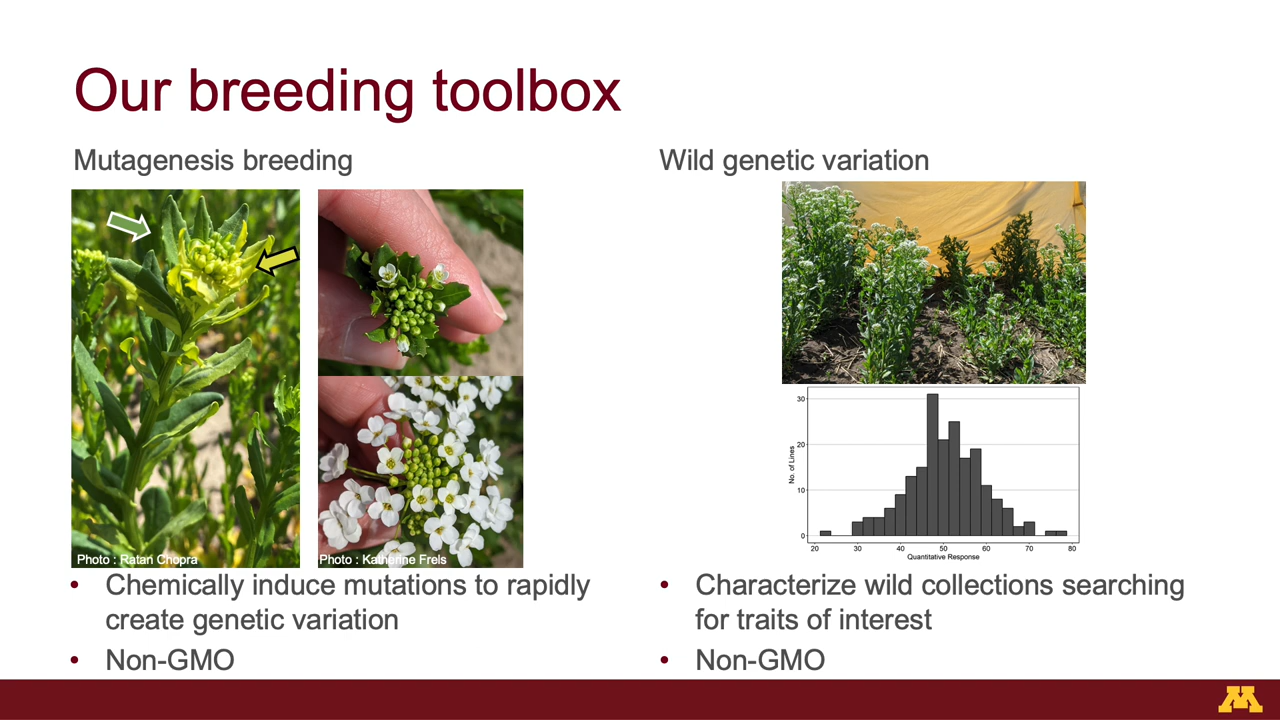 Our breeding toolbox
Mutagenesis breeding
Photo : Ratan Chopra
Photo : Katherine Frels
• Chemically induce mutations to rapidly
create genetic variation
• Non-GMO
Wild genetic variation
No. of Lines
30
20
10
0
20 30 40 50 60 70 80
Quantitative Response
• Characterize wild collections searching
for traits of interest
• Non-GMO
M